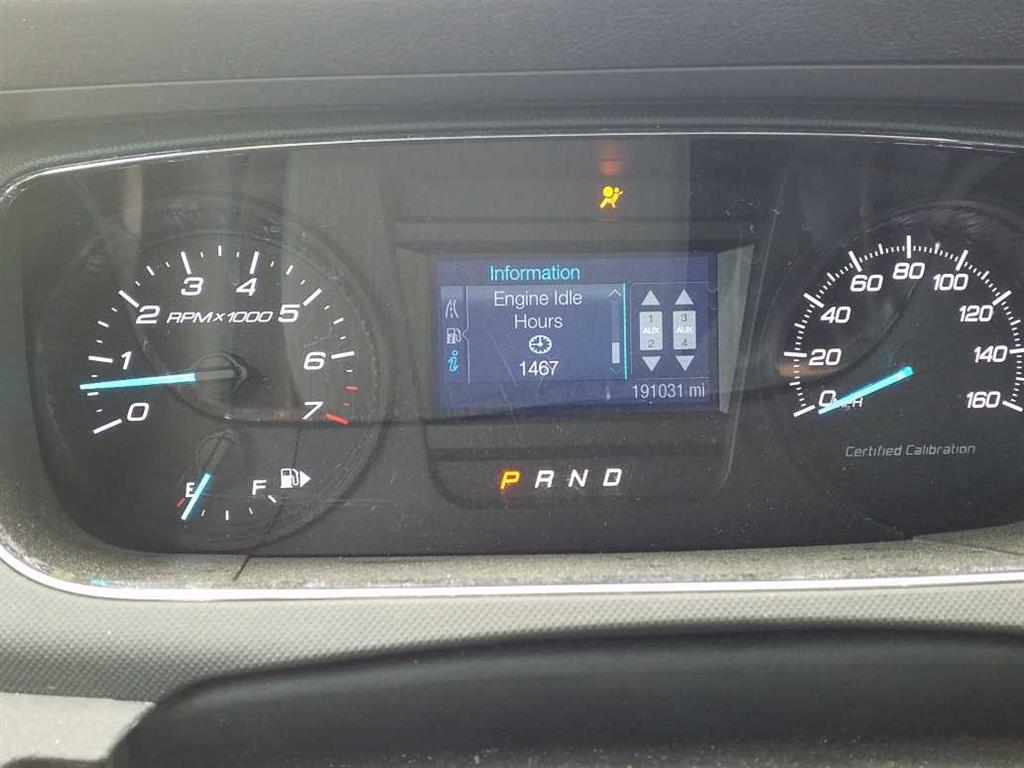 Information
Engine Idle
Hours
1467
1 3
AUX AUX
2 4
191031 mi
0 1 2 3 4 5 6 7
RPM×1000
E F
P R N D
0 20 40 60 80 100 120 140 160
Certified Calibration